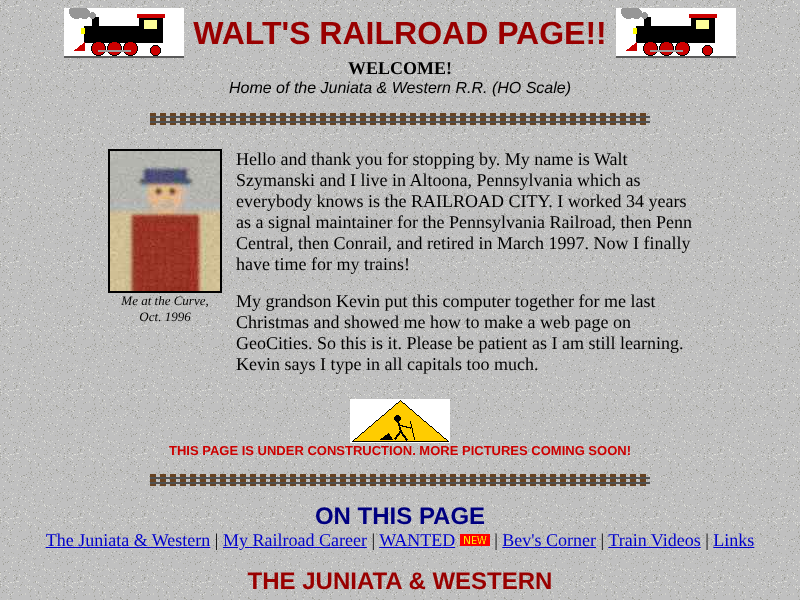 WALT'S RAILROAD PAGE!!
WELCOME!
Home of the Juniata & Western R.R. (HO Scale)
Hello and thank you for stopping by. My name is Walt
Szymanski and I live in Altoona, Pennsylvania which as
everybody knows is the RAILROAD CITY. I worked 34 years
as a signal maintainer for the Pennsylvania Railroad, then Penn
Central, then Conrail, and retired in March 1997. Now I finally
have time for my trains!
Me at the Curve,
Oct. 1996
My grandson Kevin put this computer together for me last
Christmas and showed me how to make a web page on
GeoCities. So this is it. Please be patient as I am still learning.
Kevin says I type in all capitals too much.
THIS PAGE IS UNDER CONSTRUCTION. MORE PICTURES COMING SOON!
ON THIS PAGE
The Juniata & Western | My Railroad Career | WANTED NEW | Bev's Corner | Train Videos | Links
THE JUNIATA & WESTERN